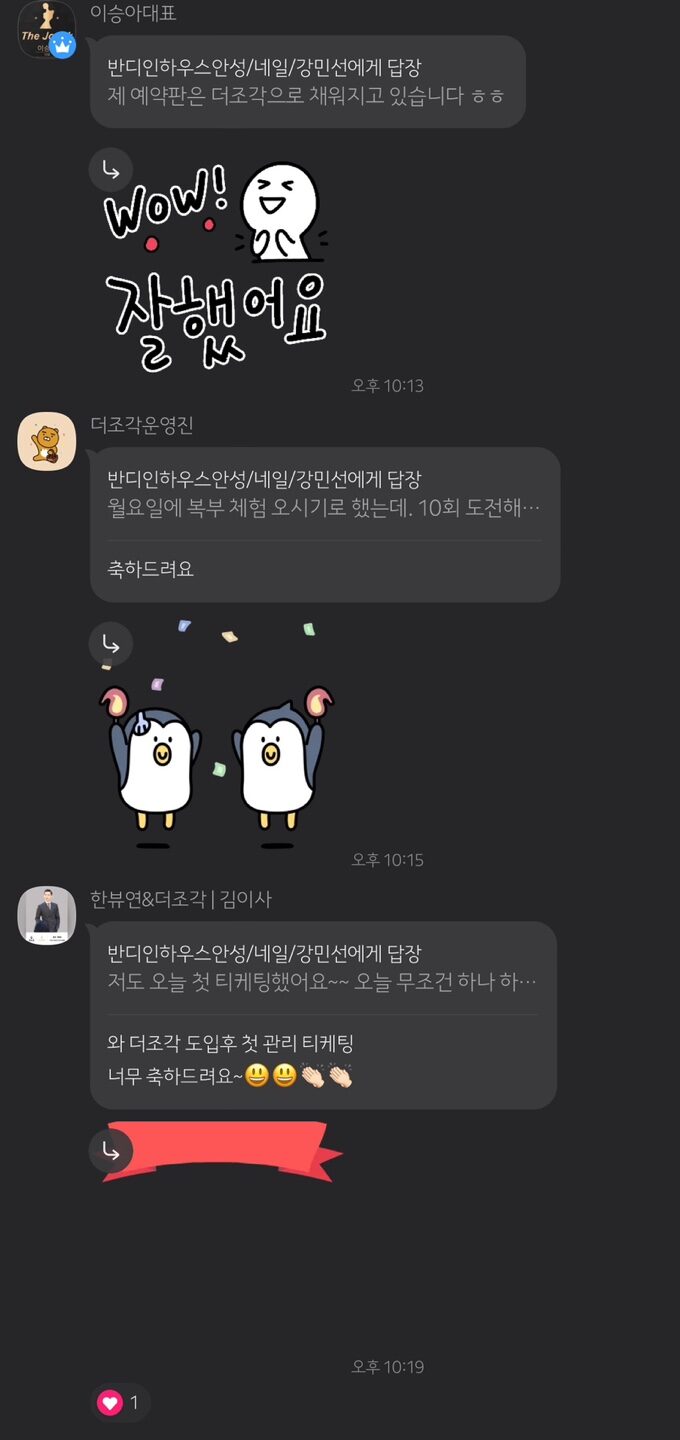 이승아대표
반디인하우스안성/네일/강민선에게 답장
제 예약판은 더조각으로 채워지고 있습니다 ㅎㅎ
WOW!
잘했어요
오후 10:13
더조각운영진
반디인하우스안성/네일/강민선에게 답장
월요일에 복부 체험 오시기로 했는데. 10회 도전해…
축하드려요
오후 10:15
한뷰연&더조각 | 김이사
반디인하우스안성/네일/강민선에게 답장
저도 오늘 첫 티케팅했어요~~ 오늘 무조건 하나 하…
와 더조각 도입후 첫 관리 티케팅
너무 축하드려요~😃😃👏🏻👏🏻
오후 10:19
1